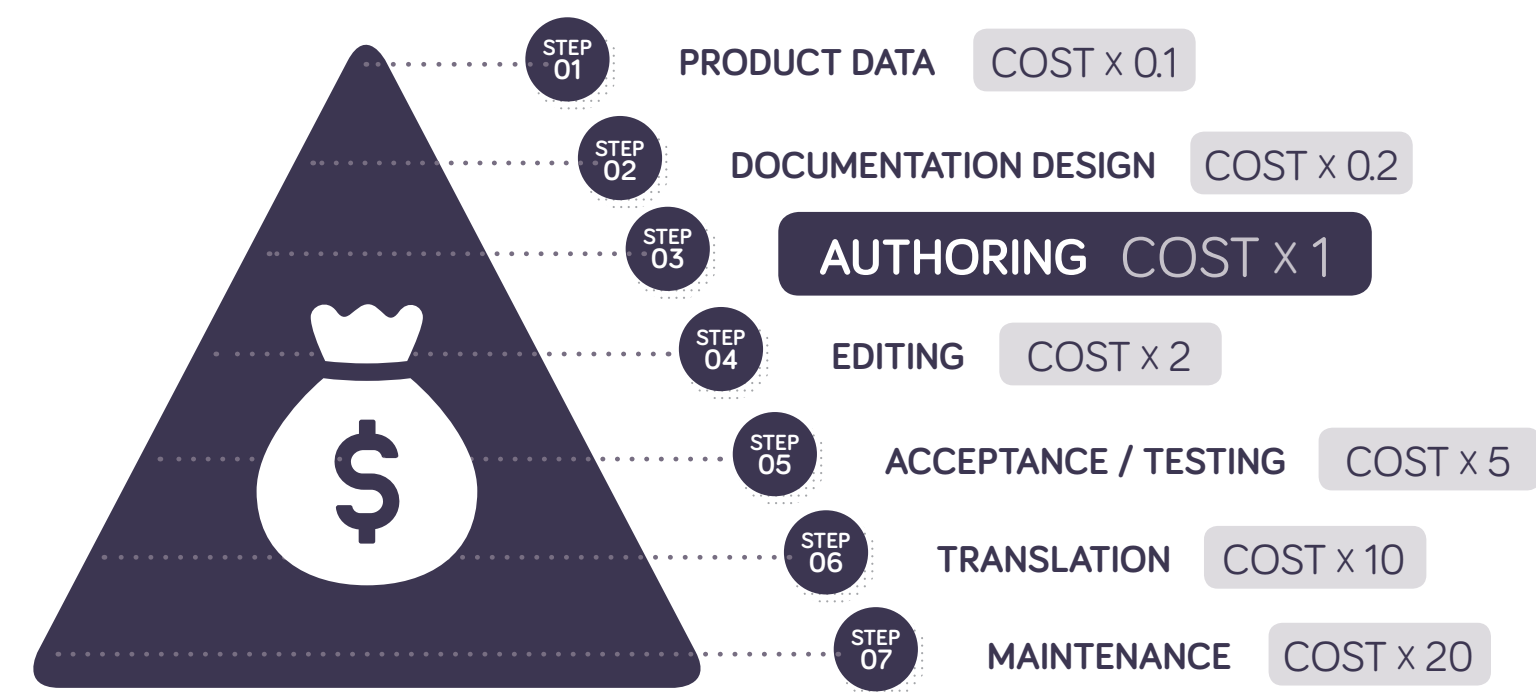 STEP
01
PRODUCT DATA COST x 0.1
STEP
02
DOCUMENTATION DESIGN COST x 0.2
STEP
03
AUTHORING COST x 1
STEP
04
EDITING COST x 2
$
STEP
05
ACCEPTANCE / TESTING COST x 5
STEP
06
TRANSLATION COST x 10
STEP
07
MAINTENANCE COST x 20